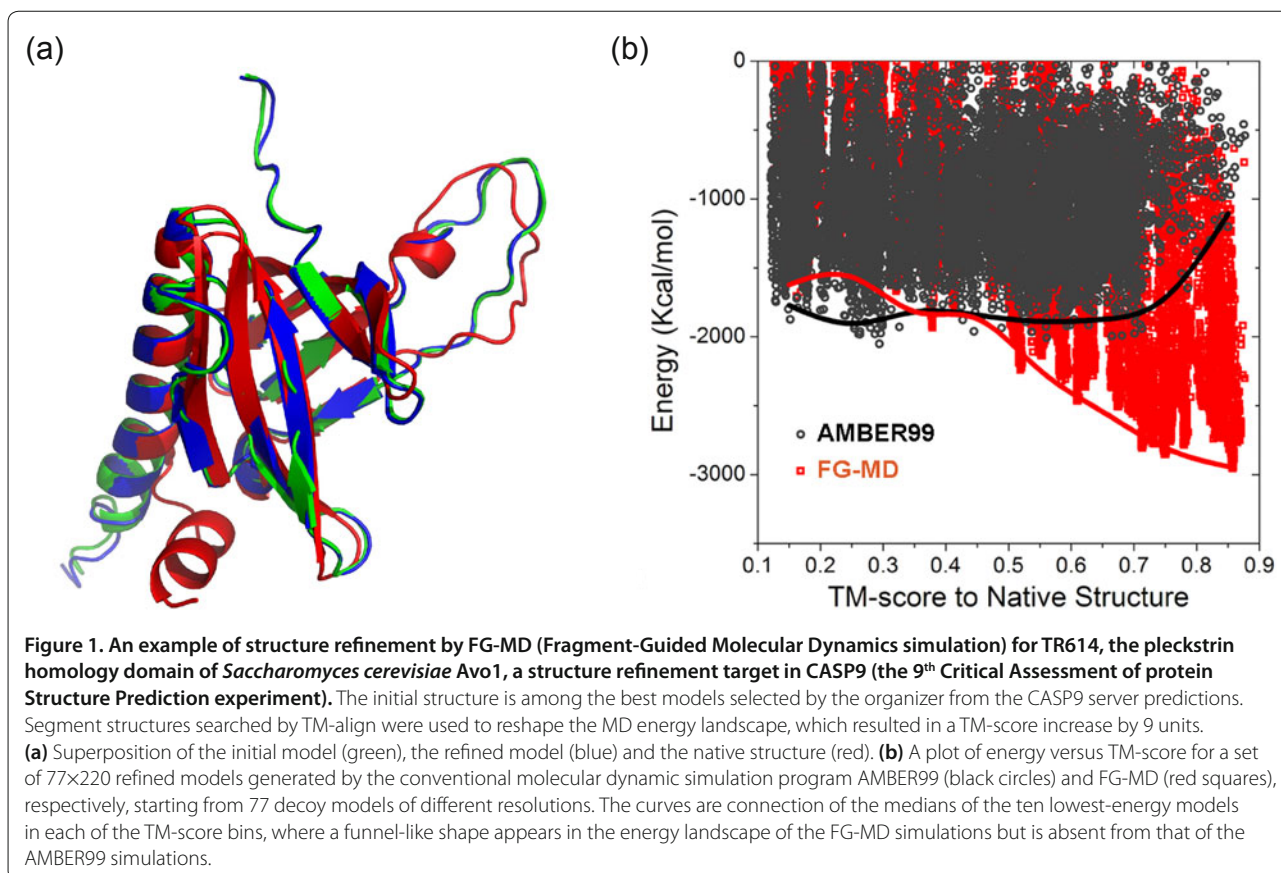 (a)
(b)
0
-1000
-2000
-3000
Energy (Kcal/mol)
AMBER99
FG-MD
0.1 0.2 0.3 0.4 0.5 0.6 0.7 0.8 0.9
TM-score to Native Structure
Figure 1. An example of structure refinement by FG-MD (Fragment-Guided Molecular Dynamics simulation) for TR614, the pleckstrin
homology domain of Saccharomyces cerevisiae Avo1, a structure refinement target in CASP9 (the 9th Critical Assessment of protein
Structure Prediction experiment). The initial structure is among the best models selected by the organizer from the CASP9 server predictions.
Segment structures searched by TM-align were used to reshape the MD energy landscape, which resulted in a TM-score increase by 9 units.
(a) Superposition of the initial model (green), the refined model (blue) and the native structure (red). (b) A plot of energy versus TM-score for a set
of 77×220 refined models generated by the conventional molecular dynamic simulation program AMBER99 (black circles) and FG-MD (red squares),
respectively, starting from 77 decoy models of different resolutions. The curves are connection of the medians of the ten lowest-energy models
in each of the TM-score bins, where a funnel-like shape appears in the energy landscape of the FG-MD simulations but is absent from that of the
AMBER99 simulations.